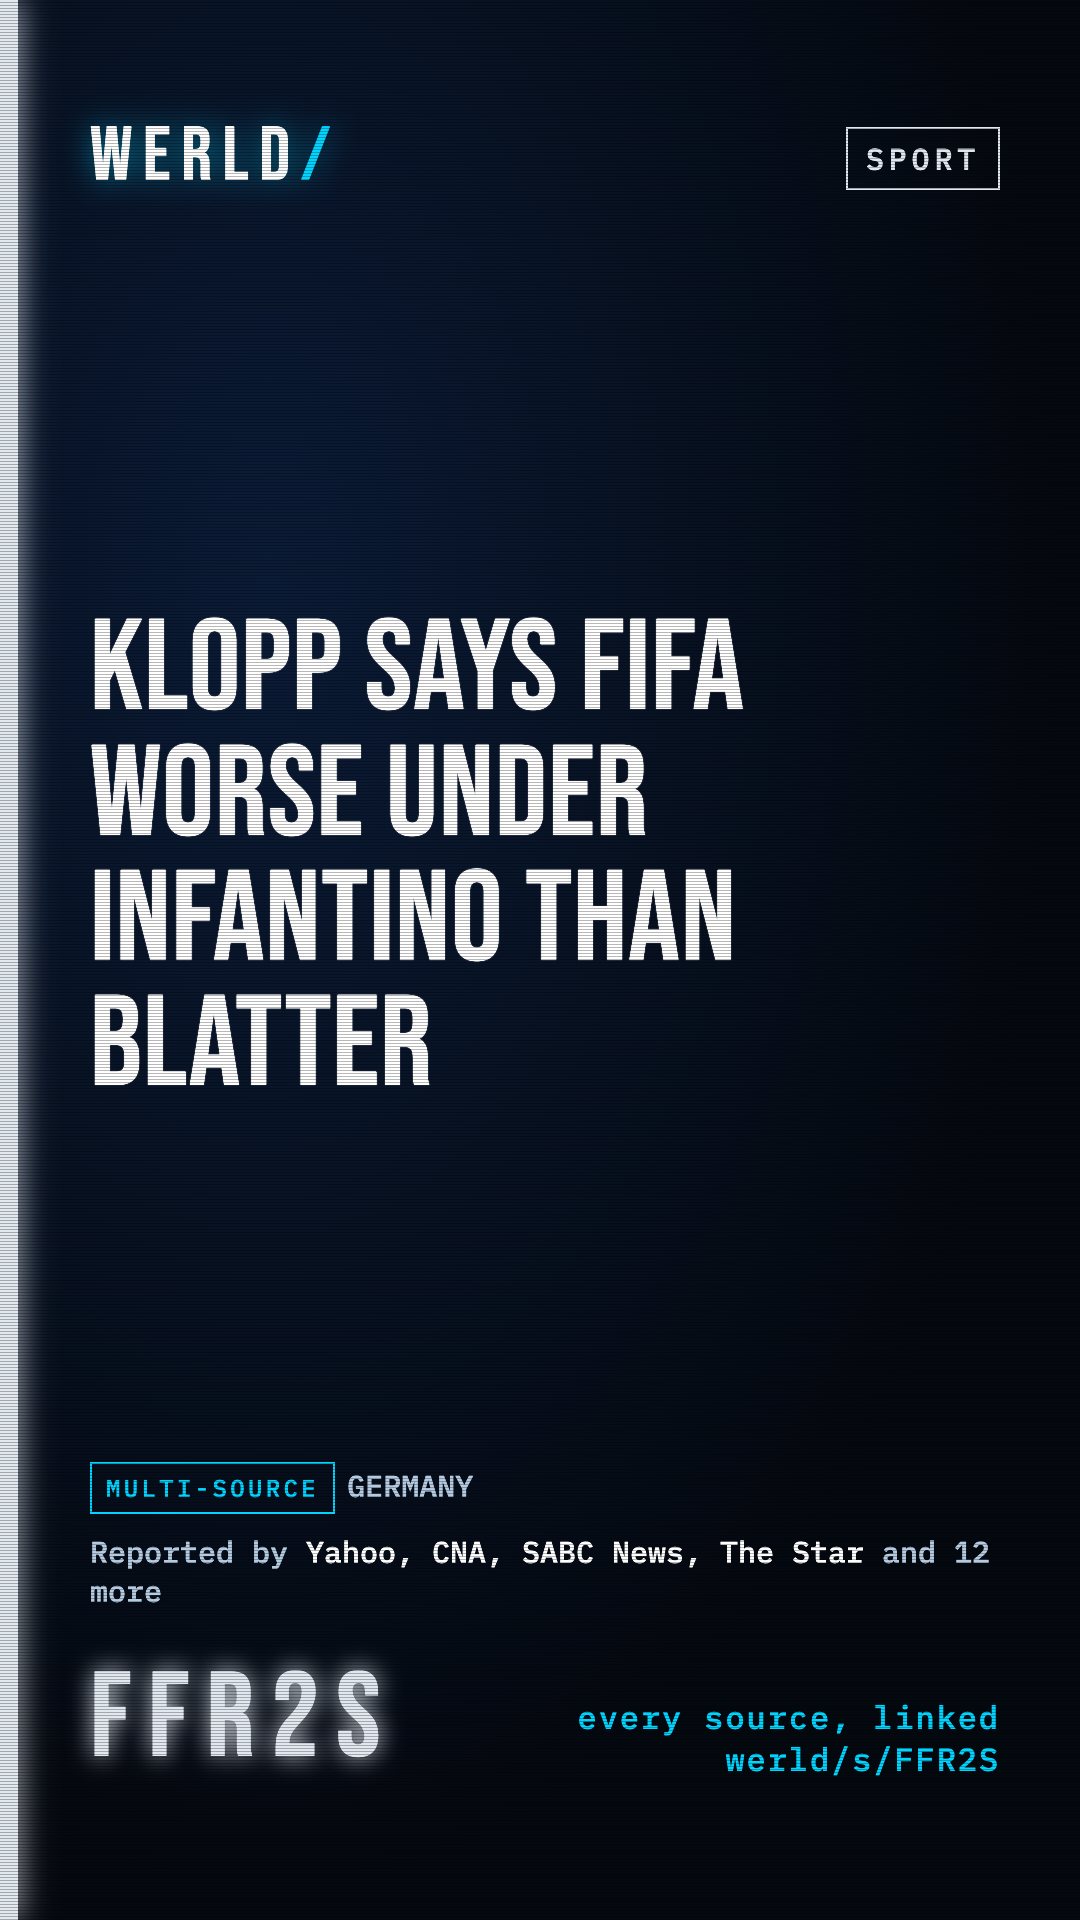 WERLD/
SPORT
KLOPP SAYS FIFA
WORSE UNDER
INFANTINO THAN
BLATTER
MULTI-SOURCE GERMANY
Reported by Yahoo, CNA, SABC News, The Star and 12
more
FFR2S
every source, linked
werld/s/FFR2S